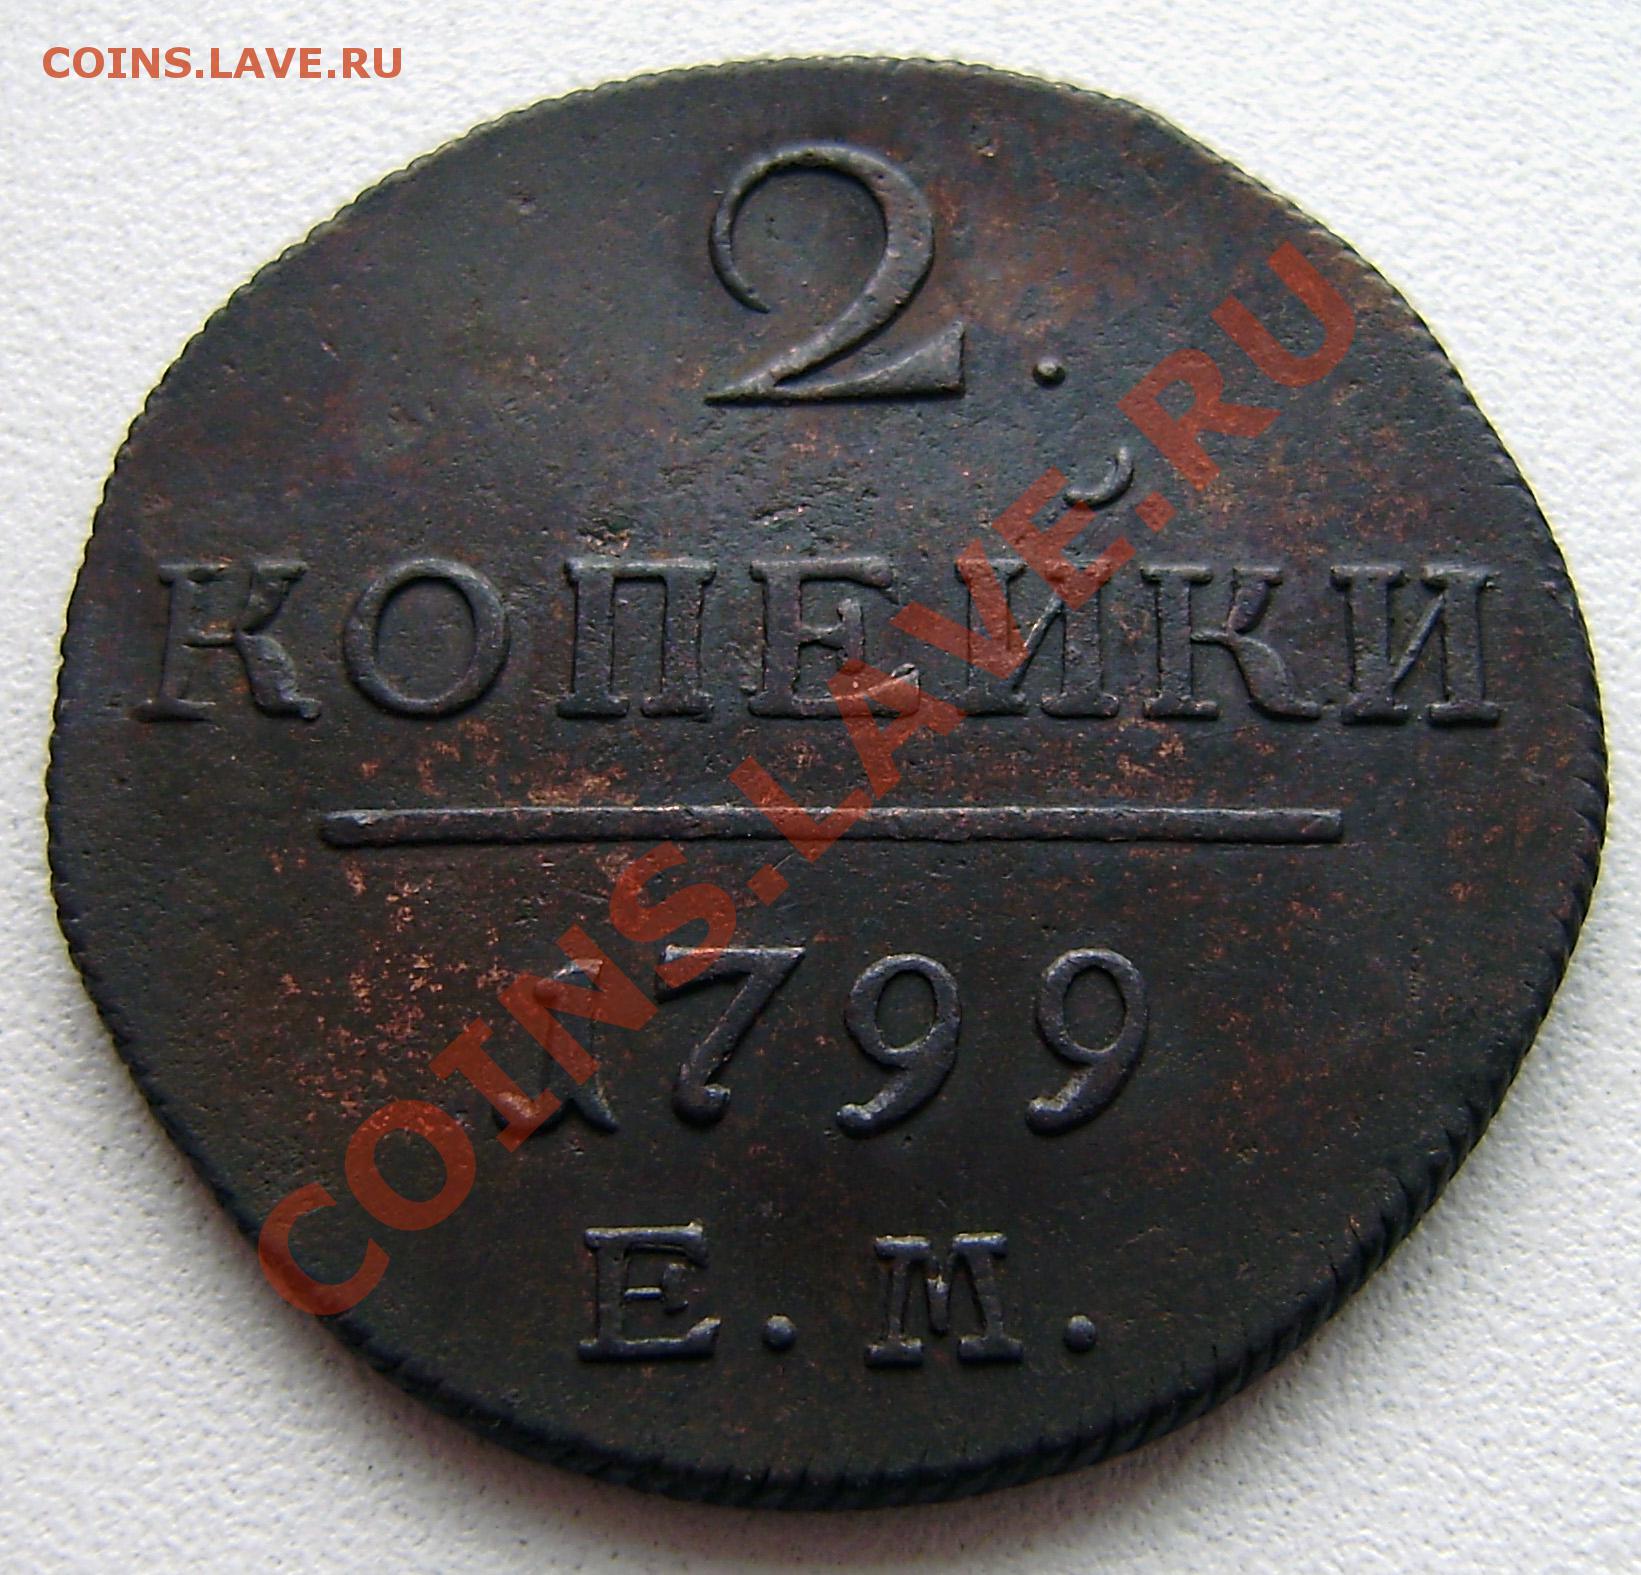 COINS.LAVE.RU
2.
КОПЕЙКИ
1799
Е.М.
COINS.LAVE.RU